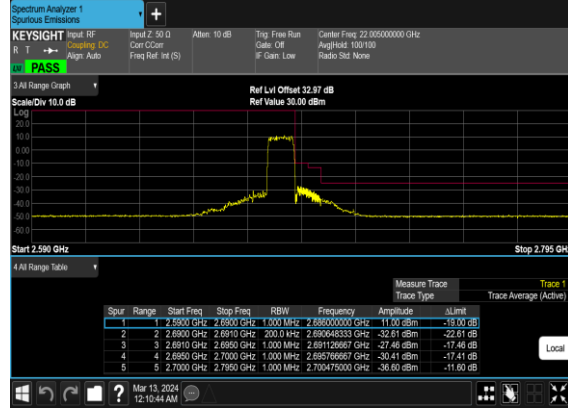 Spectrum Analyzer 1
Spurious Emissions
+
KEYSIGHT Input: RF Input Z: 50 Ω Atten: 10 dB Trig: Free Run Center Freq: 22.005000000 GHz
R T Coupling: DC Corr CCorr Gate: Off Avg|Hold: 100/100
Align: Auto Freq Ref: Int (S) IF Gain: Low Radio Std: None
LW PASS
3 All Range Graph
Ref Lvl Offset 32.97 dB
Scale/Div 10.0 dB Ref Value 30.00 dBm
Log
20.0
10.0
0.00
-10.0
-20.0
-30.0
-40.0
-50.0
-60.0
Start 2.590 GHz Stop 2.795 GHz
4 All Range Table
Measure Trace Trace 1
Trace Type Trace Average (Active)
Spur Range Start Freq Stop Freq RBW Frequency Amplitude ΔLimit
1 1 2.5900 GHz 2.6900 GHz 1.000 MHz 2.686000000 GHz 11.00 dBm -19.00 dB
2 2 2.6900 GHz 2.6910 GHz 200.0 kHz 2.690648333 GHz -32.61 dBm -22.61 dB
3 3 2.6910 GHz 2.6950 GHz 1.000 MHz 2.691126667 GHz -27.46 dBm -17.46 dB
4 4 2.6950 GHz 2.7000 GHz 1.000 MHz 2.695766667 GHz -30.41 dBm -17.41 dB
5 5 2.7000 GHz 2.7950 GHz 1.000 MHz 2.700475000 GHz -36.60 dBm -11.60 dB
Local
?
Mar 13, 2024
12:10:44 AM